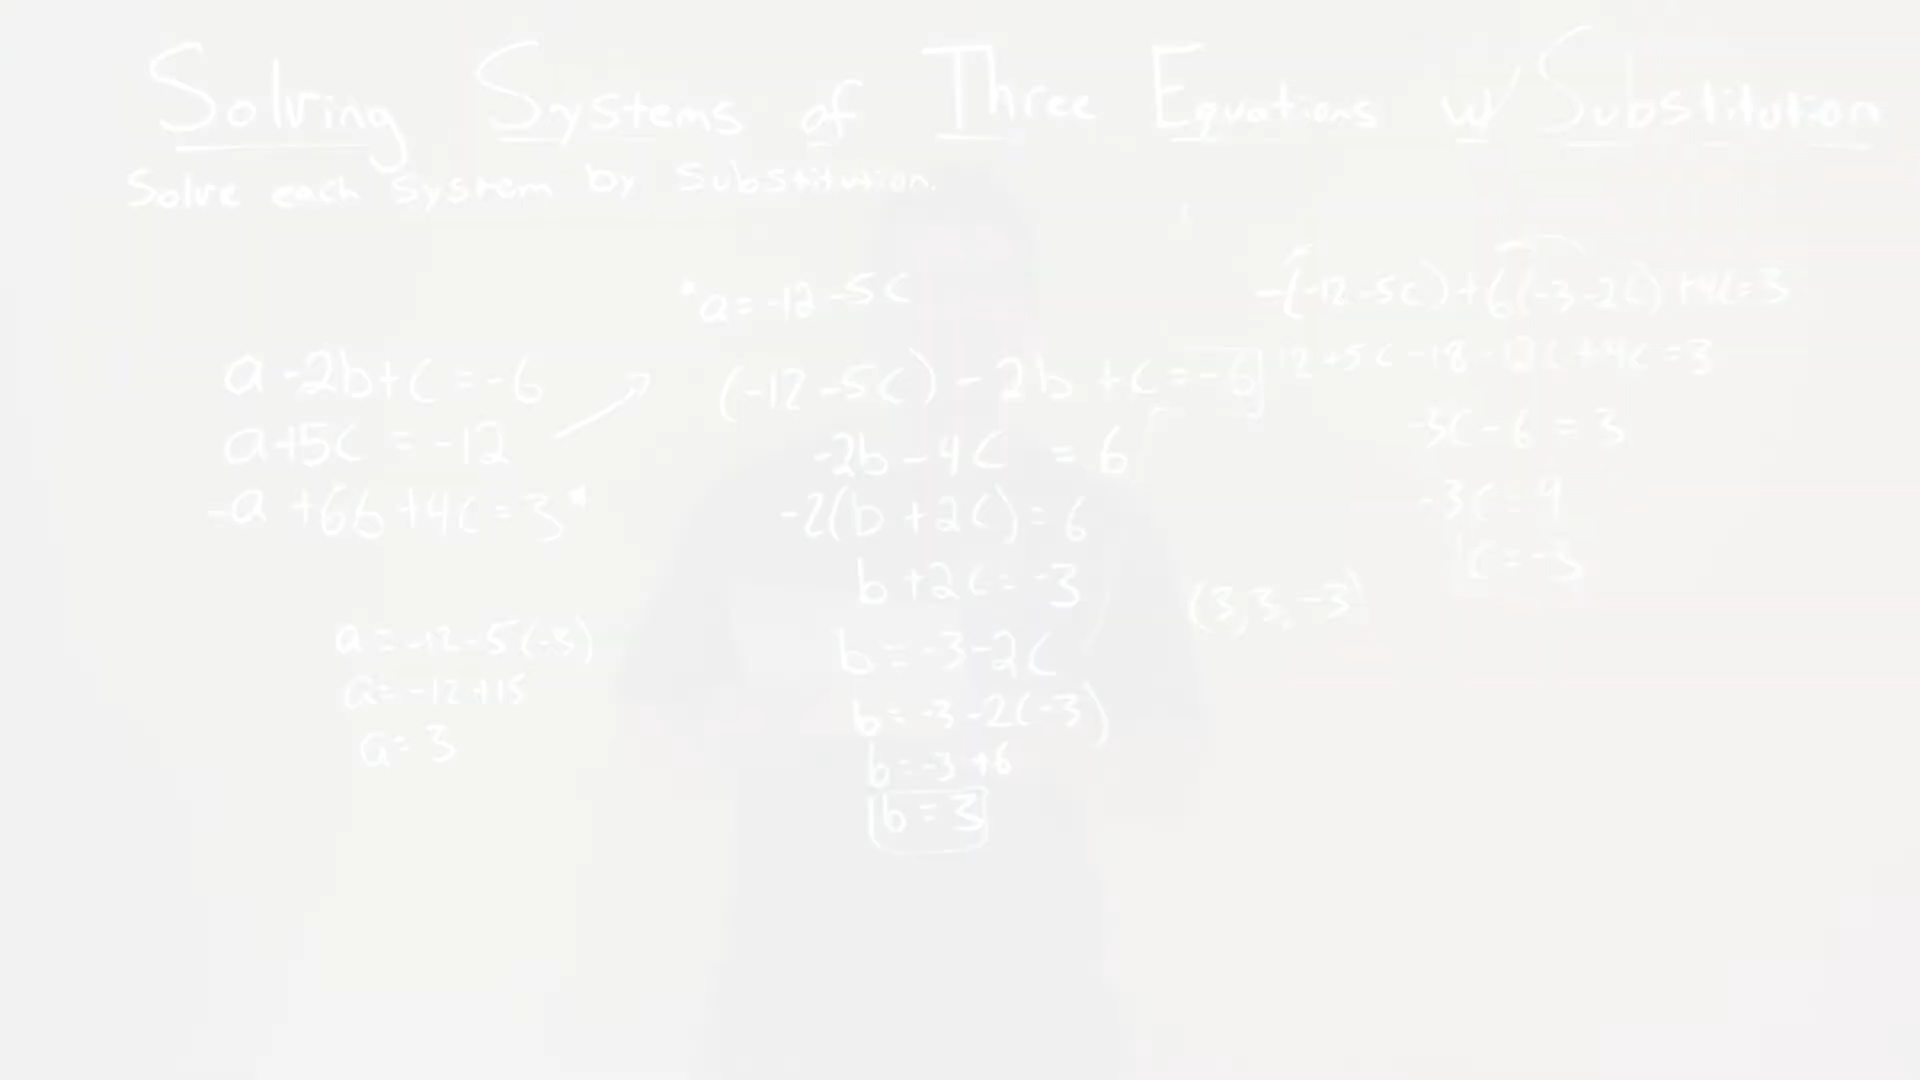 Solving Systems of Three Equations w/ Substitution
Solve each system by substitution.
a-2b+c=-6
a+5c=-12
-a+6b+4c=3*
a=-12-5(-3)
a=-12+15
a=3
*a=-12-5c
(-12-5c)-2b+c=-6
-2b-4c=6
-2(b+2c)=6
b+2c=-3
b=-3-2c
b=-3-2(-3)
b=-3+6
b=3
-(-12-5c)+6(-3-2c)+4c=3
12+5c-18-12c+4c=3
-3c-6=3
-3c=9
c=-3
(3,3,-3)